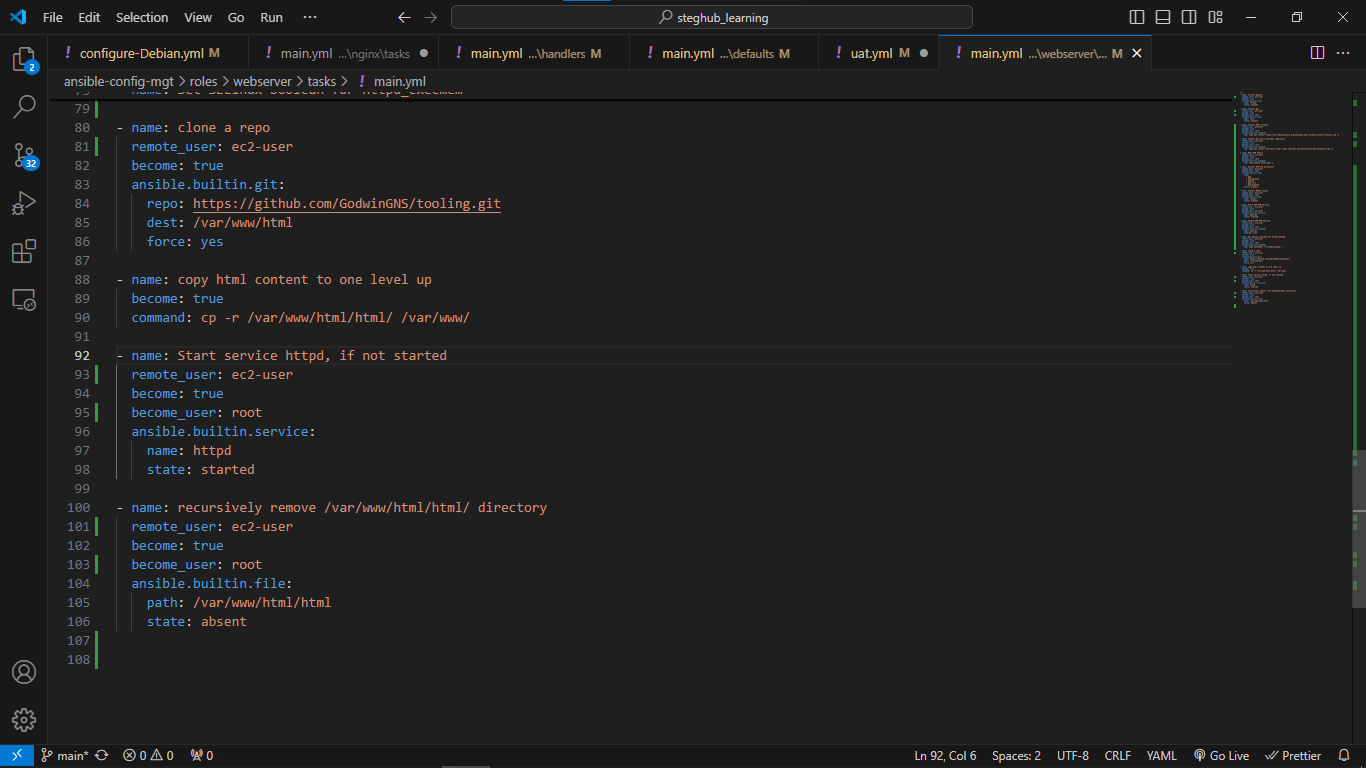 File Edit Selection View Go Run ··· steghub_learning
! configure-Debian.yml M ! main.yml ...\nginx\tasks ! main.yml ...\handlers M ! main.yml ...\defaults M ! uat.yml M ! main.yml ...\webserver\... M
ansible-config-mgt > roles > webserver > tasks > ! main.yml
79
80 - name: clone a repo
81 remote_user: ec2-user
82 become: true
83 ansible.builtin.git:
84 repo: https://github.com/GodwinGNS/tooling.git
85 dest: /var/www/html
86 force: yes
87
88 - name: copy html content to one level up
89 become: true
90 command: cp -r /var/www/html/html/ /var/www/
91
92 - name: Start service httpd, if not started
93 remote_user: ec2-user
94 become: true
95 become_user: root
96 ansible.builtin.service:
97 name: httpd
98 state: started
99
100 - name: recursively remove /var/www/html/html/ directory
101 remote_user: ec2-user
102 become: true
103 become_user: root
104 ansible.builtin.file:
105 path: /var/www/html/html
106 state: absent
107
108
2
32
main* 0 0 0 Ln 92, Col 6 Spaces: 2 UTF-8 CRLF YAML Go Live Prettier